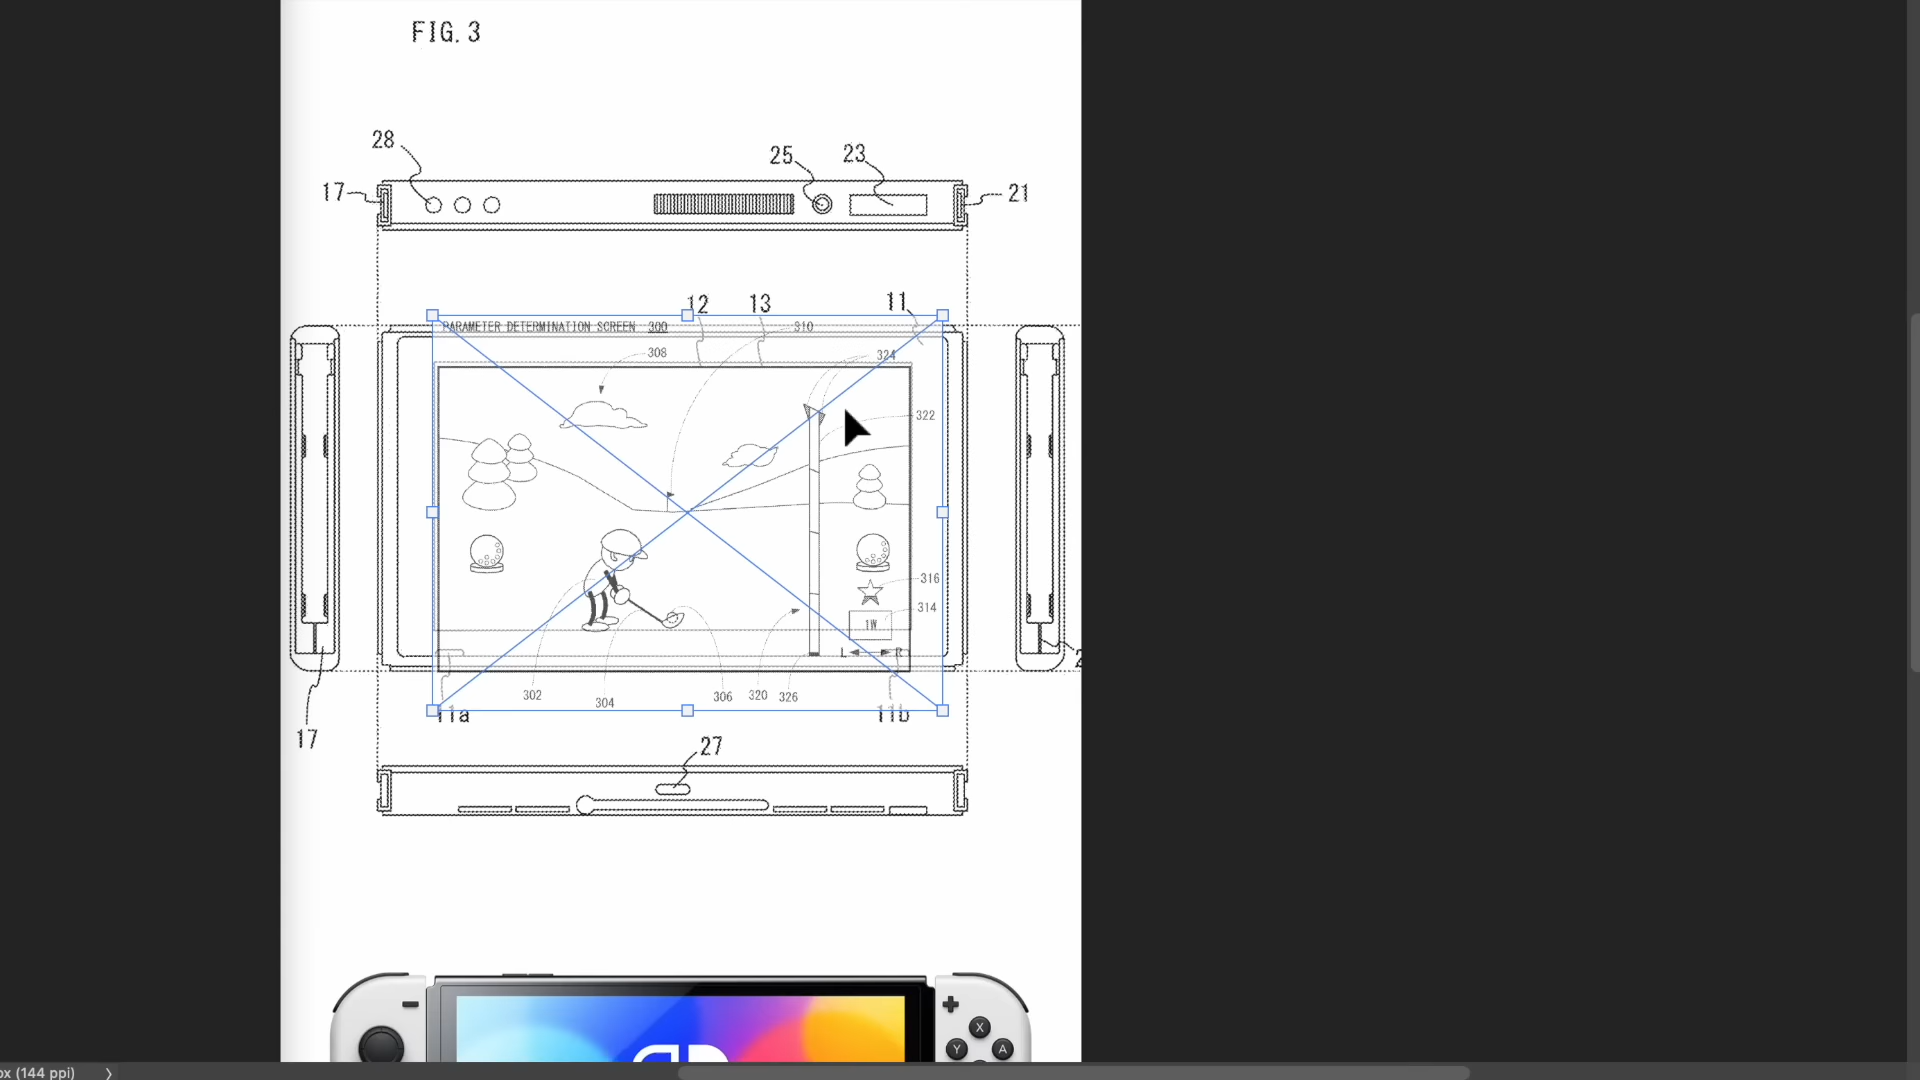 FIG. 3
28
25
23
17
21
12
13
11
PARAMETER DETERMINATION SCREEN 300
310
308
324
322
316
314
1W
L
R
302
304
306
320
326
11a
11b
17
27
X
Y
A
px (144 ppi)